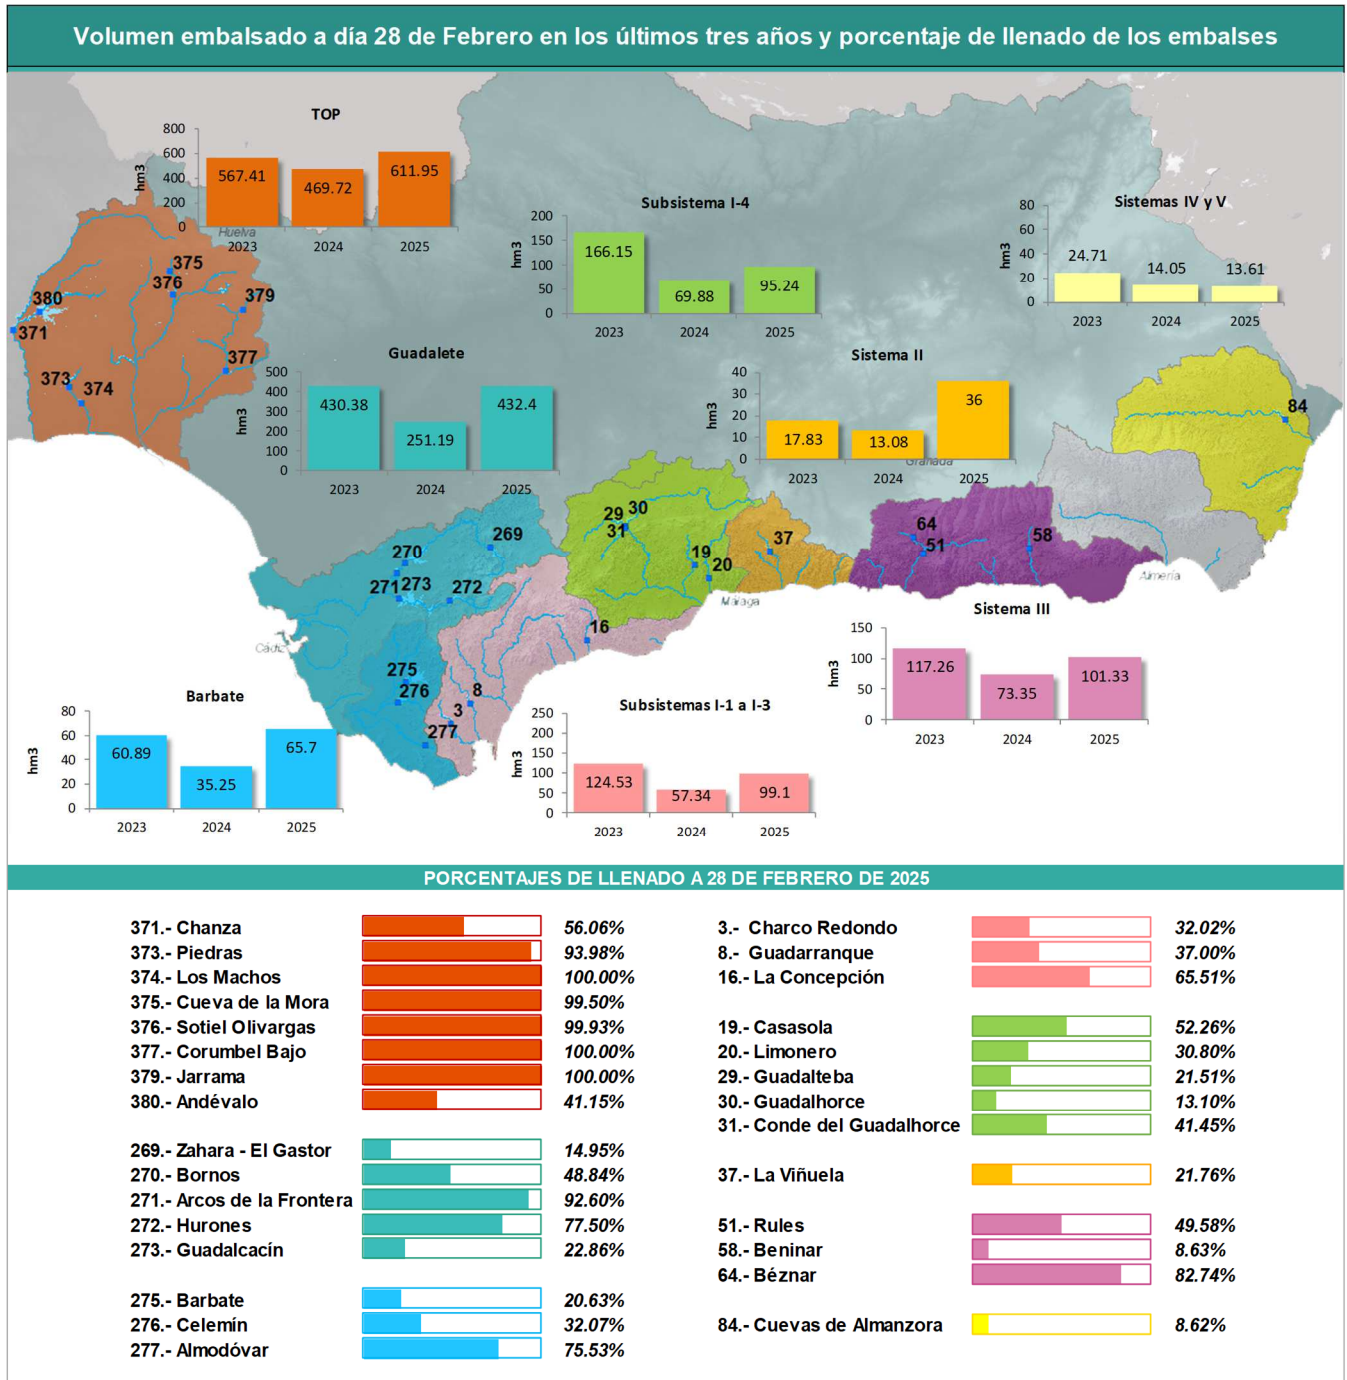 Volumen embalsado a día 28 de Febrero en los últimos tres años y porcentaje de llenado de los embalses
TOP
hm3
800
600
400
200
0
567.41
469.72
611.95
2023
2024
2025
Huelva
Subsistema I-4
hm3
200
150
100
50
0
166.15
69.88
95.24
2023
2024
2025
Sistemas IV y V
hm3
80
60
40
20
0
24.71
14.05
13.61
2023
2024
2025
Guadalete
hm3
500
400
300
200
100
0
430.38
251.19
432.4
2023
2024
2025
Sistema II
hm3
40
30
20
10
0
17.83
13.08
36
2023
2024
2025
Granada
375
376
380
379
371
377
373
374
84
29
30
31
269
270
19
20
37
64
51
58
271
273
272
16
275
276
8
3
277
Cádiz
Málaga
Almería
Sistema III
hm3
150
100
50
0
117.26
73.35
101.33
2023
2024
2025
Barbate
hm3
80
60
40
20
0
60.89
35.25
65.7
2023
2024
2025
Subsistemas I-1 a I-3
hm3
250
200
150
100
50
0
124.53
57.34
99.1
2023
2024
2025
PORCENTAJES DE LLENADO A 28 DE FEBRERO DE 2025
371.- Chanza 56.06%
373.- Piedras 93.98%
374.- Los Machos 100.00%
375.- Cueva de la Mora 99.50%
376.- Sotiel Olivargas 99.93%
377.- Corumbel Bajo 100.00%
379.- Jarrama 100.00%
380.- Andévalo 41.15%
269.- Zahara - El Gastor 14.95%
270.- Bornos 48.84%
271.- Arcos de la Frontera 92.60%
272.- Hurones 77.50%
273.- Guadalcacín 22.86%
275.- Barbate 20.63%
276.- Celemín 32.07%
277.- Almodóvar 75.53%
3.- Charco Redondo 32.02%
8.- Guadarranque 37.00%
16.- La Concepción 65.51%
19.- Casasola 52.26%
20.- Limonero 30.80%
29.- Guadalteba 21.51%
30.- Guadalhorce 13.10%
31.- Conde del Guadalhorce 41.45%
37.- La Viñuela 21.76%
51.- Rules 49.58%
58.- Beninar 8.63%
64.- Béznar 82.74%
84.- Cuevas de Almanzora 8.62%